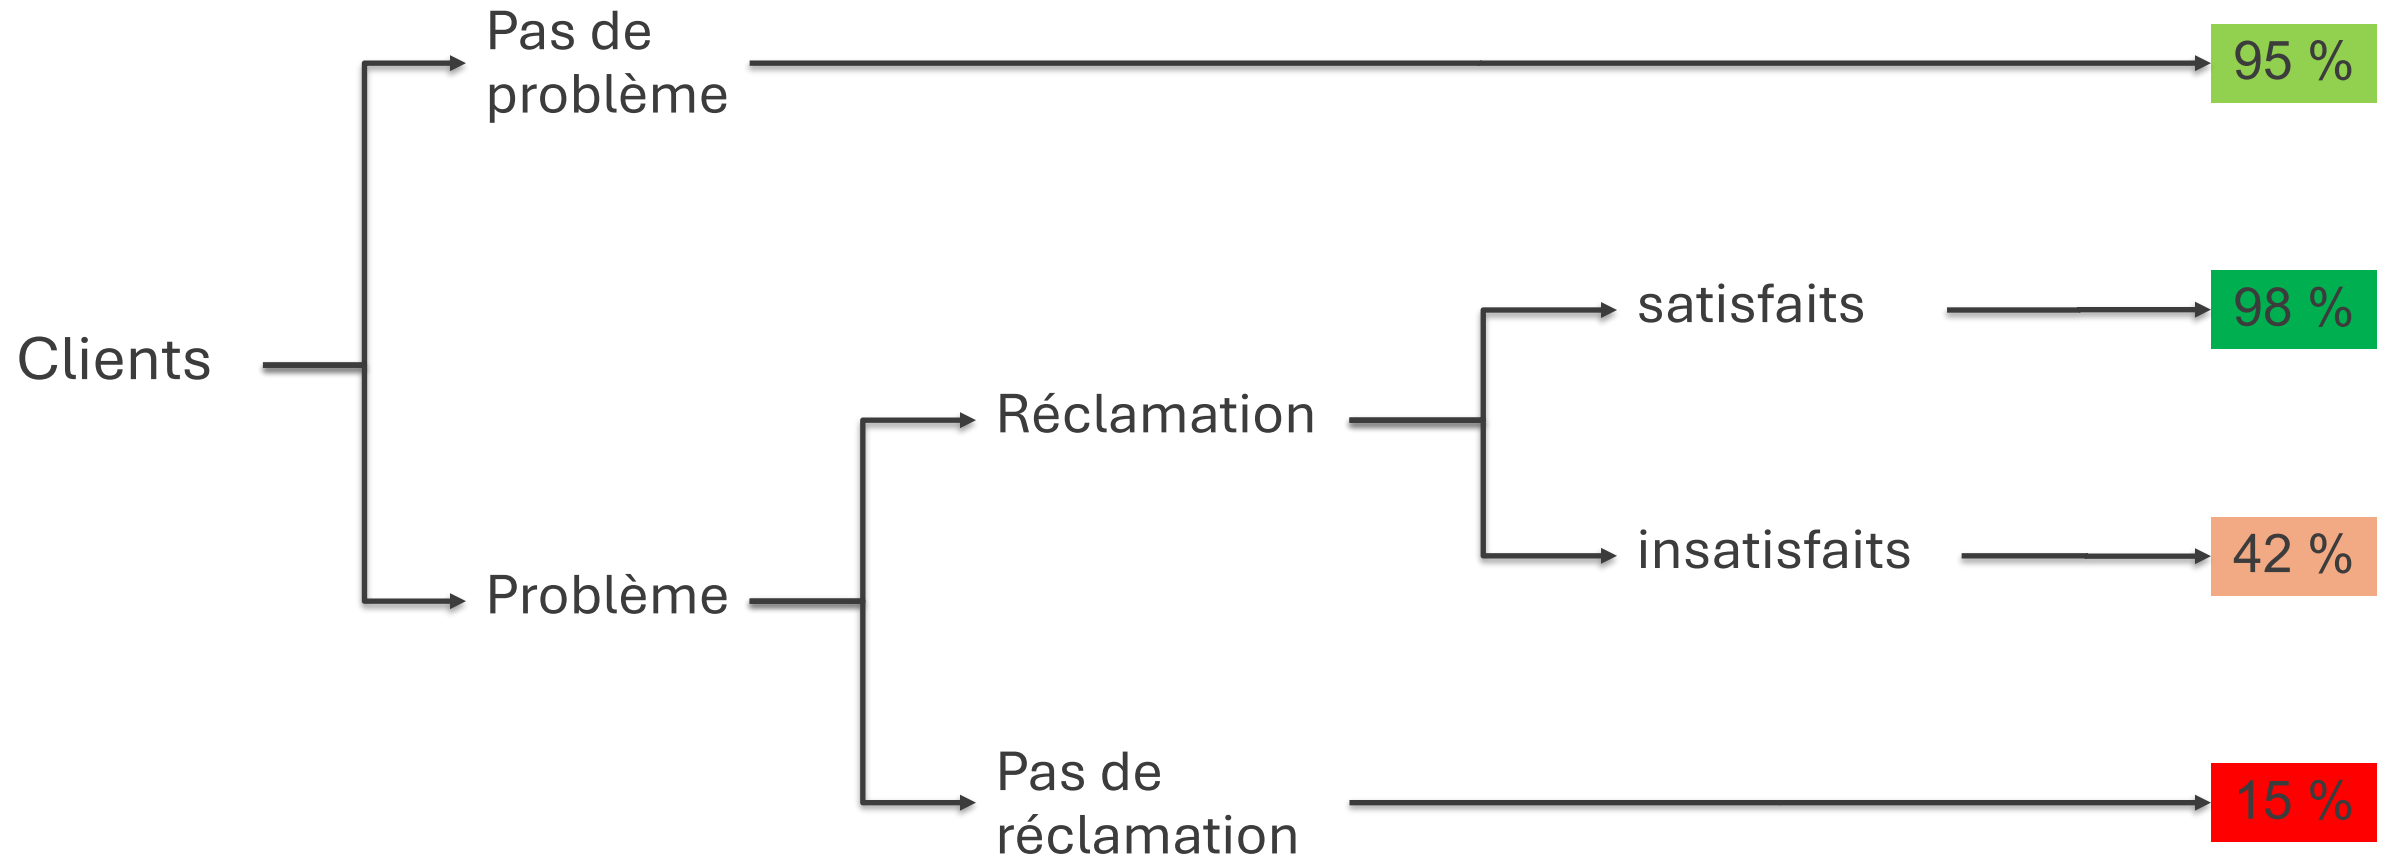 Pas de
problème
95 %
satisfaits
98 %
Clients
Réclamation
insatisfaits
42 %
Problème
Pas de
réclamation
15 %